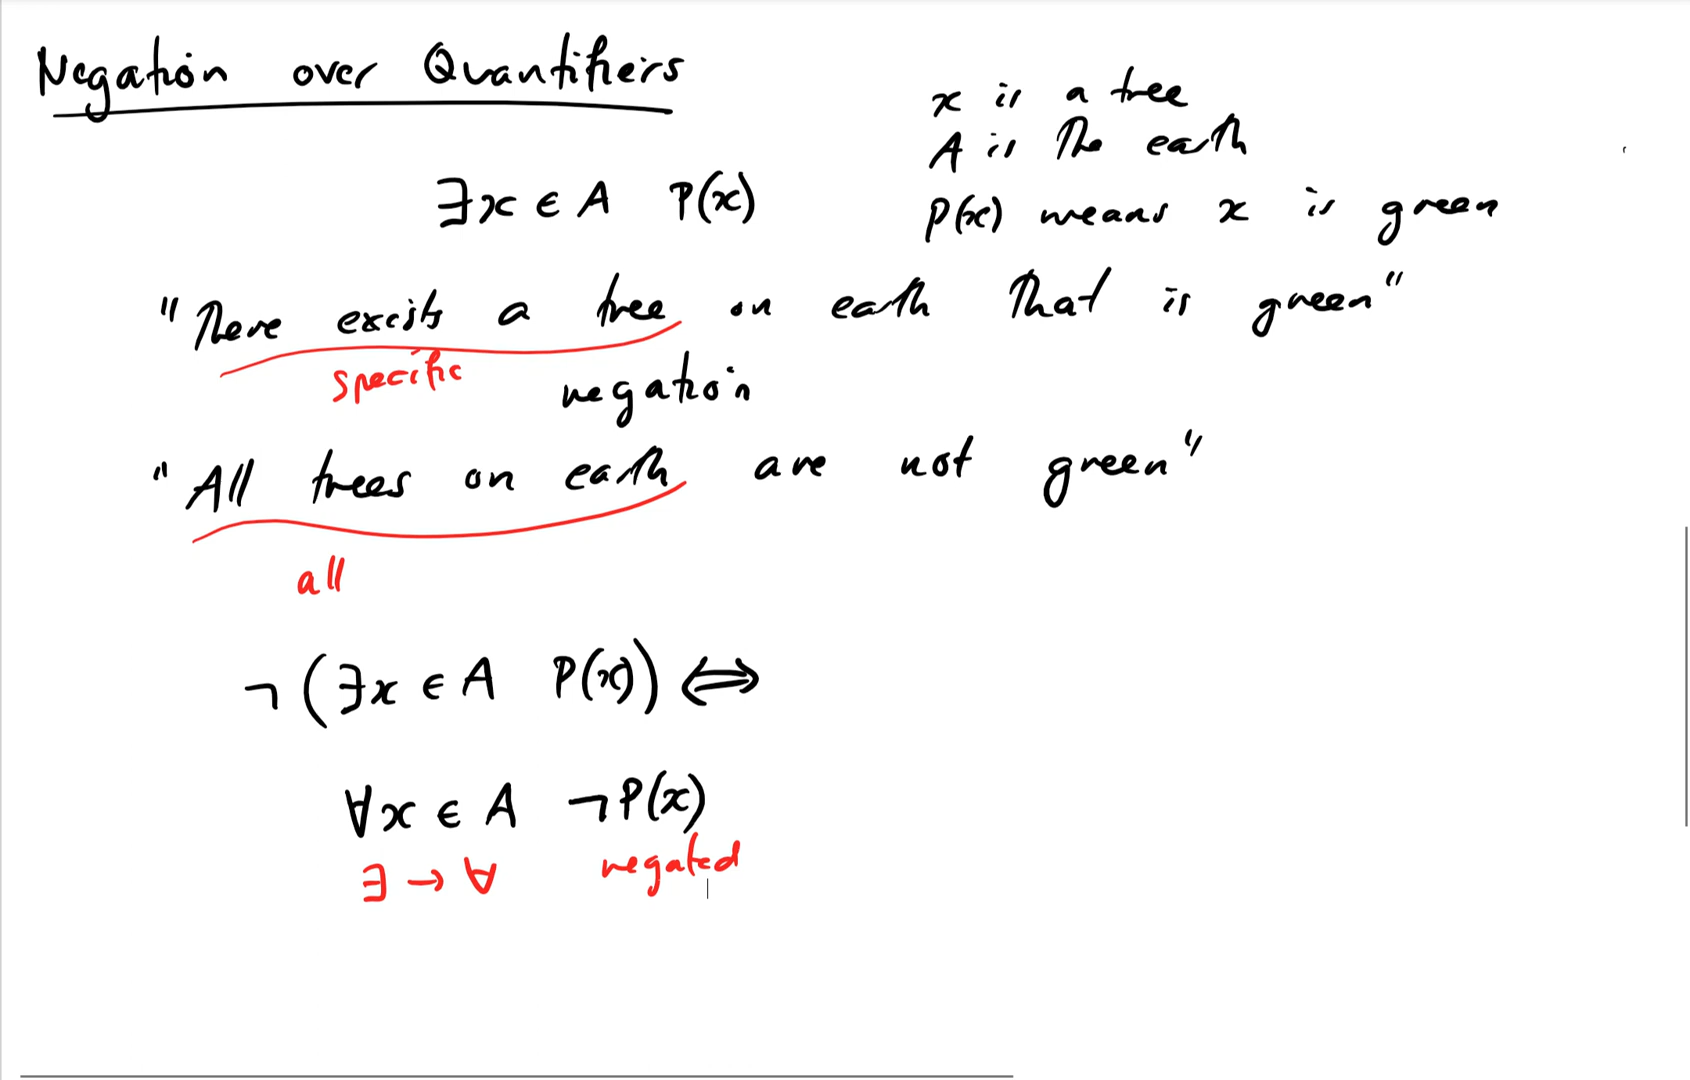 Negation over Quantifiers
x is a tree
A is the earth
∃x ∈ A P(x)
P(x) means x is green
"There excits a tree on earth that is green"
specific
negation
"All trees on earth are not green"
all
¬(∃x ∈ A P(x)) ⟺
∀x ∈ A ¬P(x)
∃ → ∀ negated